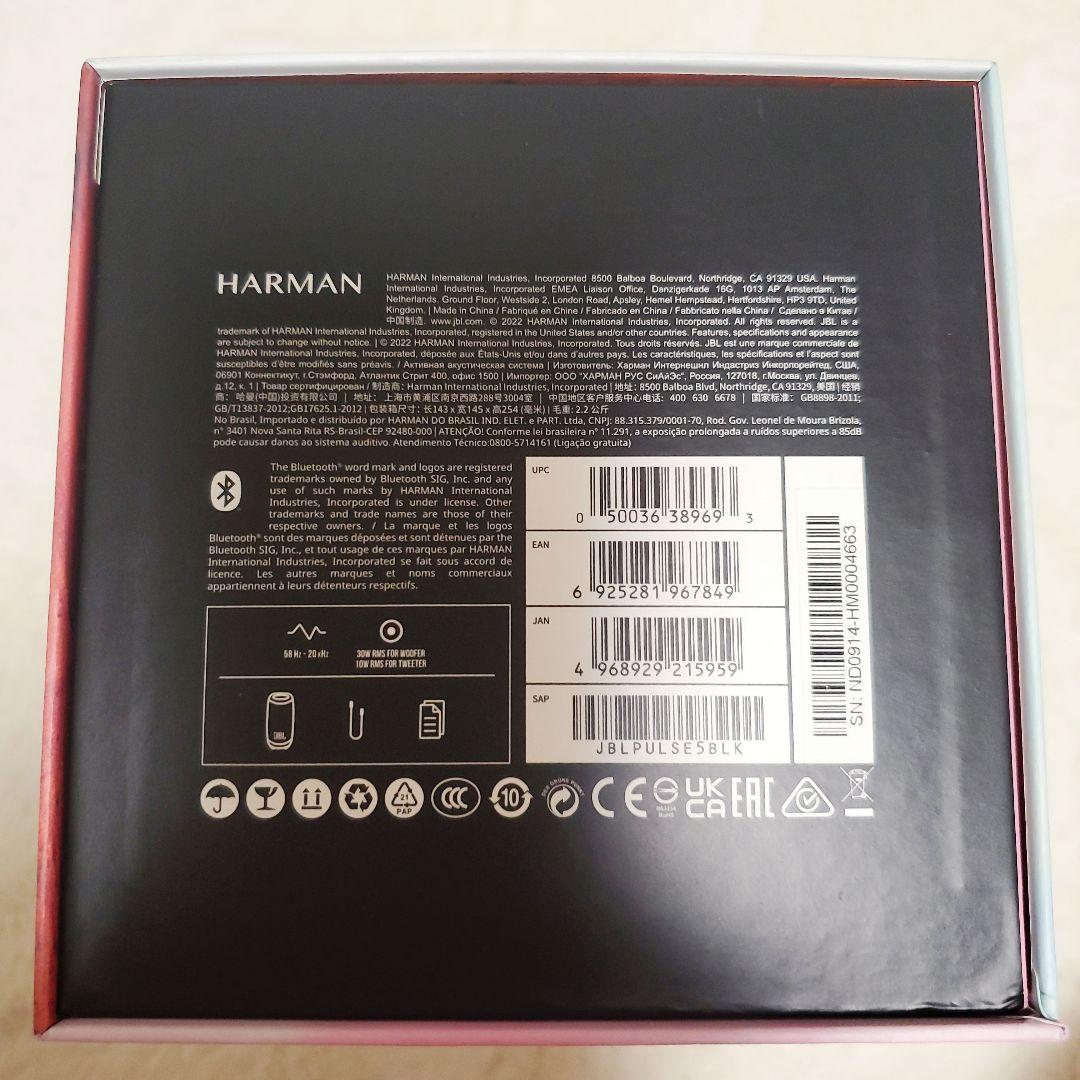 HARMAN
HARMAN International Industries, Incorporated 8500 Balboa Boulevard, Northridge, CA 91329 USA. Harman
International Industries, Incorporated EMEA Liaison Office, Danzigerkade 16G, 1013 AP Amsterdam, The
Netherlands. Ground Floor, Westside 2, London Road, Apsley, Hemel Hempstead, Hertfordshire, HP3 9TD, United
Kingdom. | Made in China / Fabriqué en Chine / Fabricado en China / Fabbricato nella China / Сделано в Китае /
中国制造. www.jbl.com. © 2022 HARMAN International Industries, Incorporated. All rights reserved. JBL is a
trademark of HARMAN International Industries, Incorporated, registered in the United States and/or other countries. Features, specifications and appearance
are subject to change without notice. | © 2022 HARMAN International Industries, Incorporated. Tous droits réservés. JBL est une marque commerciale de
HARMAN International Industries, Incorporated, déposée aux États-Unis et/ou dans d'autres pays. Les caractéristiques, les spécifications et l'aspect sont
susceptibles d'être modifiés sans préavis. / Активная акустическая система | Изготовитель: Харман Интернешнл Индастриз Инкорпорейтед, США,
06901 Коннектикут, г.Стэмфорд, Атлантик Стрит 400, офис 1500 | Импортер: ООО "ХАРМАН РУС СиАйЭс", Россия, 127018, г.Москва, ул. Двинцев,
д.12, к. 1 | Товар сертифицирован / 制造商: Harman International Industries, Incorporated | 地址: 8500 Balboa Blvd, Northridge, CA 91329, 美国 | 经销
商: 哈曼(中国)投资有限公司 | 地址: 上海市黄浦区南京西路288号3004室 | 中国地区客户服务中心电话: 400 630 6678 | 国家标准: GB8898-2011;
GB/T13837-2012;GB17625.1-2012 | 包装箱尺寸: 长143 x 宽145 x 高254 (毫米) | 毛重: 2.2 公斤
No Brasil, Importado e distribuído por HARMAN DO BRASIL IND. ELET. e PART. Ltda, CNPJ: 88.315.379/0001-70, Rod. Gov. Leonel de Moura Brizola,
n° 3401 Nova Santa Rita RS-Brasil-CEP 92480-000 | ATENÇÃO! Conforme lei brasileira n° 11.291, a exposição prolongada a ruídos superiores a 85dB
pode causar danos ao sistema auditivo. Atendimento Técnico:0800-5714161 (Ligação gratuita)
The Bluetooth® word mark and logos are registered
trademarks owned by Bluetooth SIG, Inc. and any
use of such marks by HARMAN International
Industries, Incorporated is under license. Other
trademarks and trade names are those of their
respective owners. / La marque et les logos
Bluetooth® sont des marques déposées et sont détenues par the
Bluetooth SIG, Inc., et tout usage de ces marques par HARMAN
International Industries, Incorporated se fait sous accord de
licence. Les autres marques et noms commerciaux
appartiennent à leurs détenteurs respectifs.
58 Hz - 20 kHz
30W RMS FOR WOOFER
10W RMS FOR TWEETER
JBL
UPC
0 50036 38969 3
EAN
6 925281 967849
JAN
4 968929 215959
SAP
JBLPULSE5BLK
SN: ND0914-HM0004663
21
PAP
CCC
10
DER GRÜNE PUNKT
CE
RoHS
UK
CA
EAC